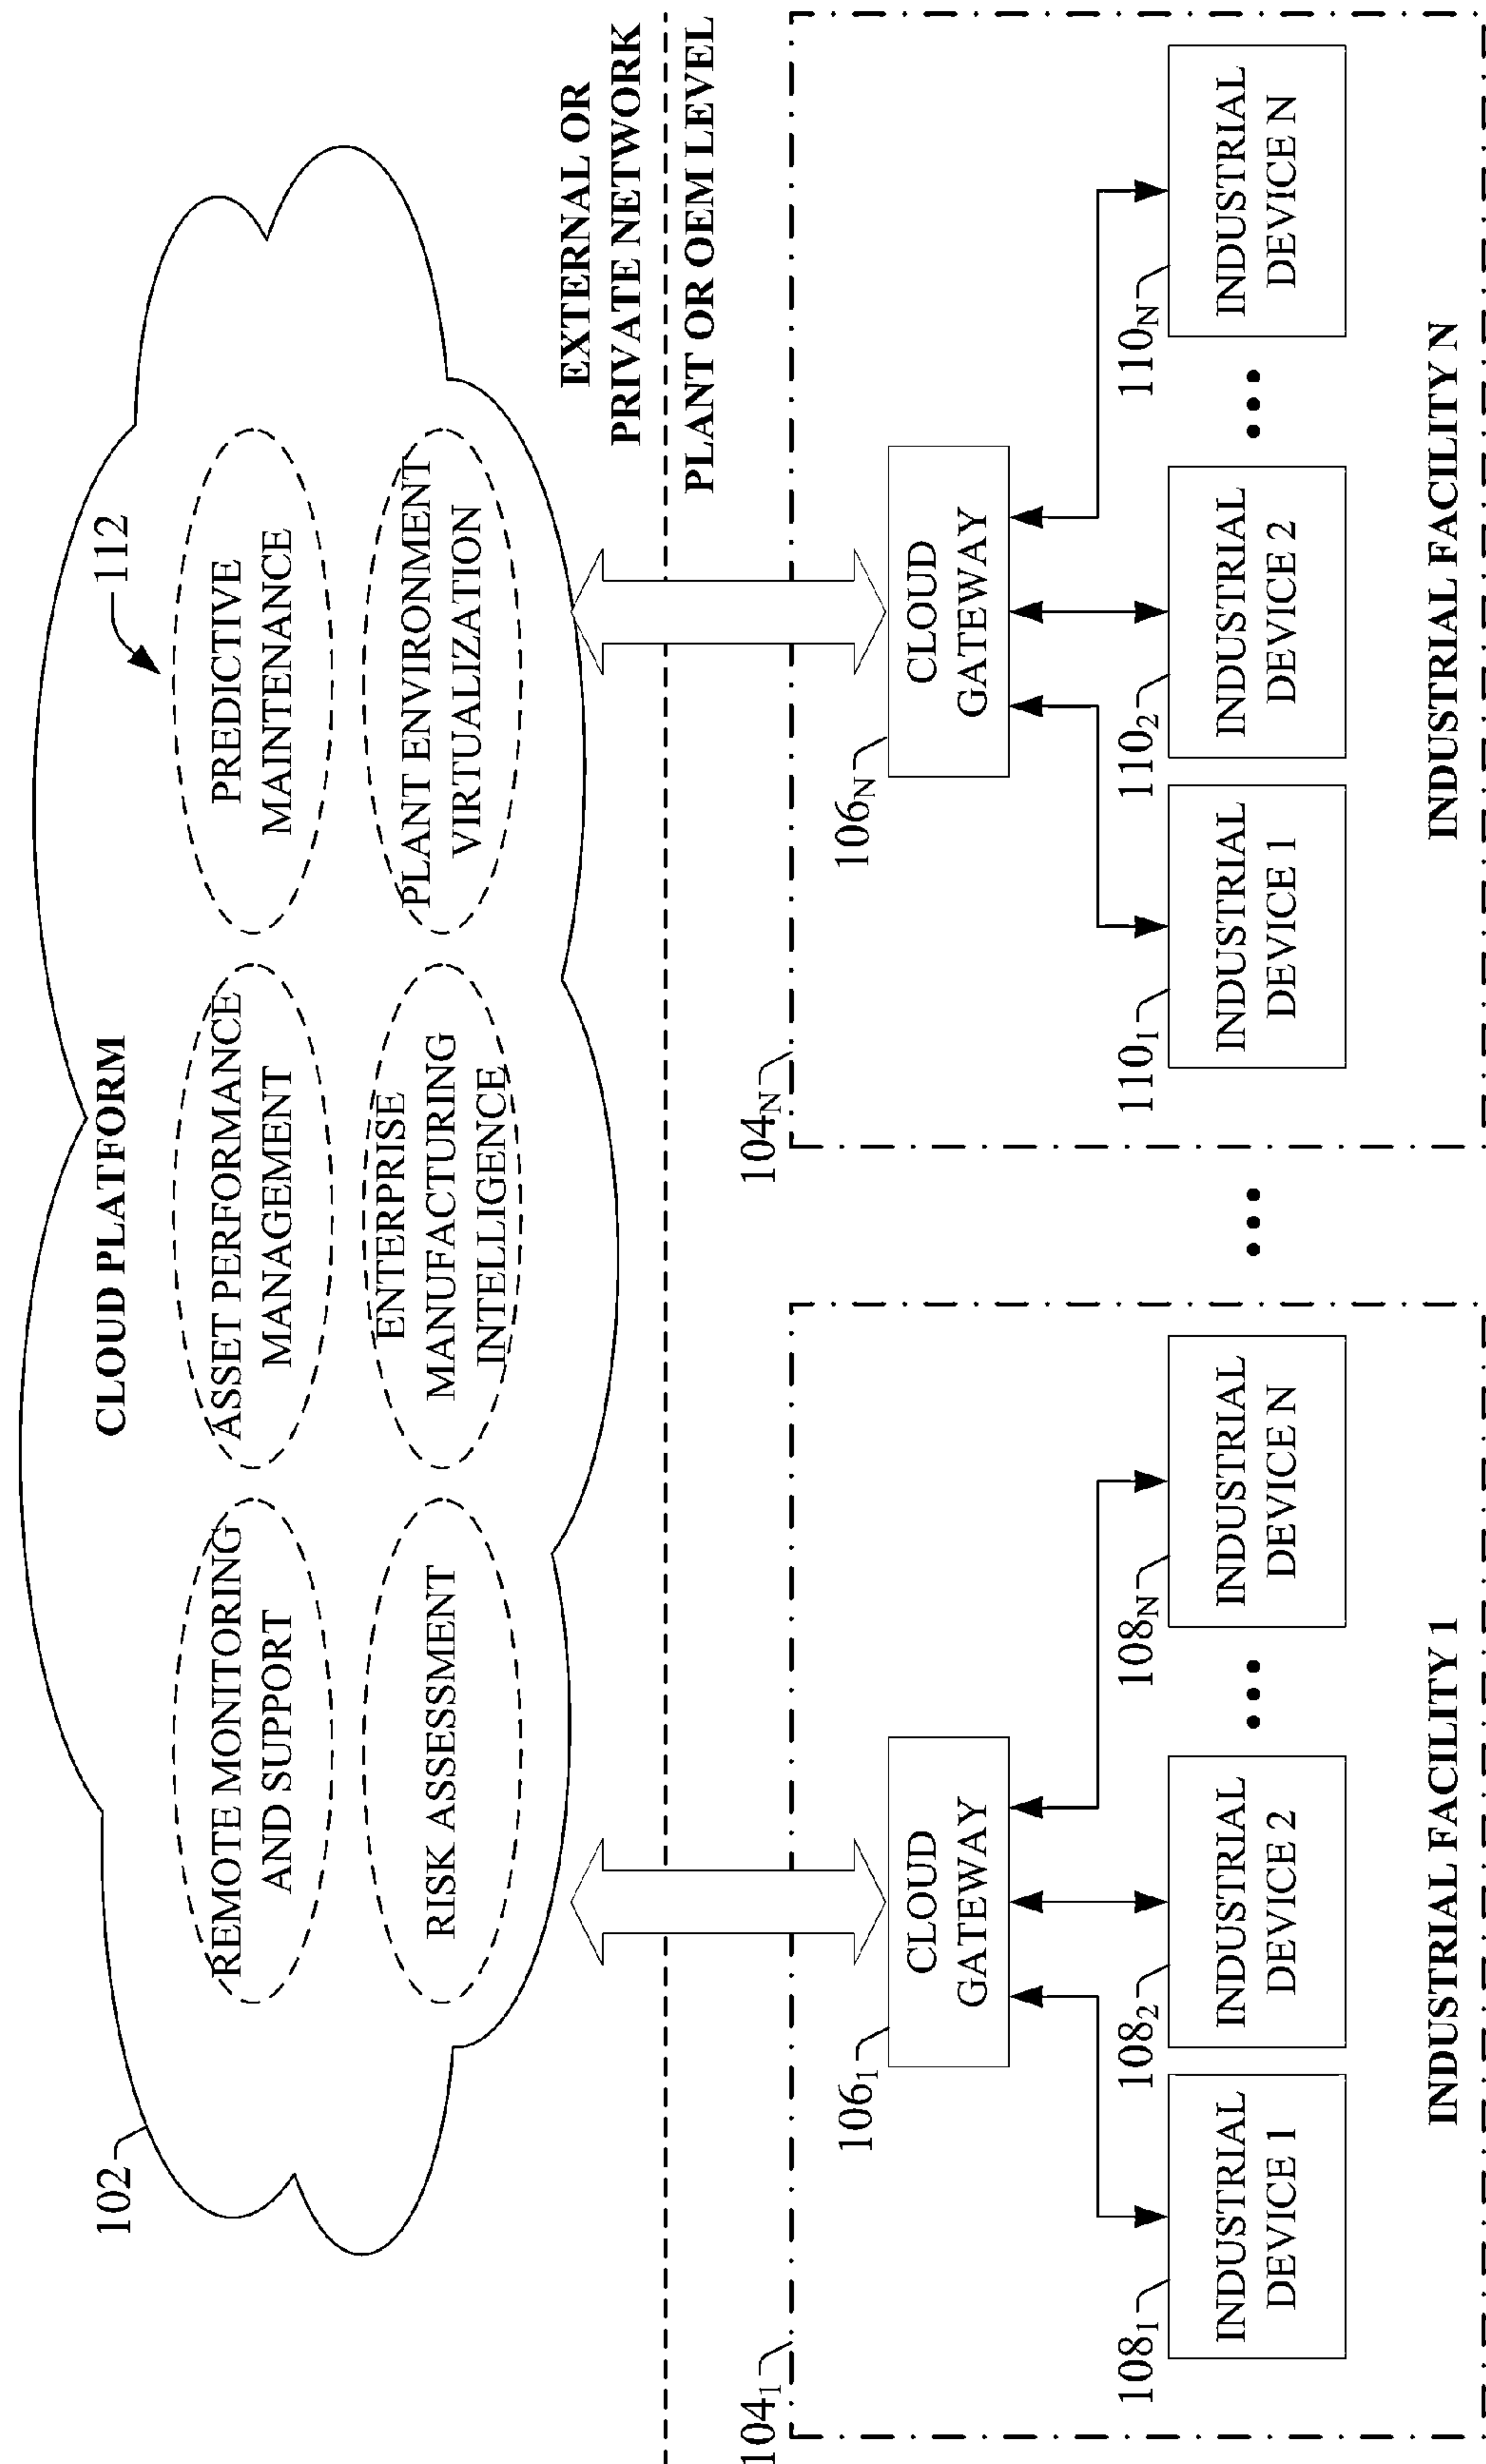 CLOUD PLATFORM
102
112
REMOTE MONITORING
AND SUPPORT
ASSET PERFORMANCE
MANAGEMENT
PREDICTIVE
MAINTENANCE
RISK ASSESSMENT
ENTERPRISE
MANUFACTURING
INTELLIGENCE
PLANT ENVIRONMENT
VIRTUALIZATION
EXTERNAL OR
PRIVATE NETWORK
PLANT OR OEM LEVEL
104₁
106₁
CLOUD
GATEWAY
108₁
INDUSTRIAL
DEVICE 1
108₂
INDUSTRIAL
DEVICE 2
•••
108N
INDUSTRIAL
DEVICE N
INDUSTRIAL FACILITY 1
•••
104N
106N
CLOUD
GATEWAY
110₁
INDUSTRIAL
DEVICE 1
110₂
INDUSTRIAL
DEVICE 2
•••
110N
INDUSTRIAL
DEVICE N
INDUSTRIAL FACILITY N